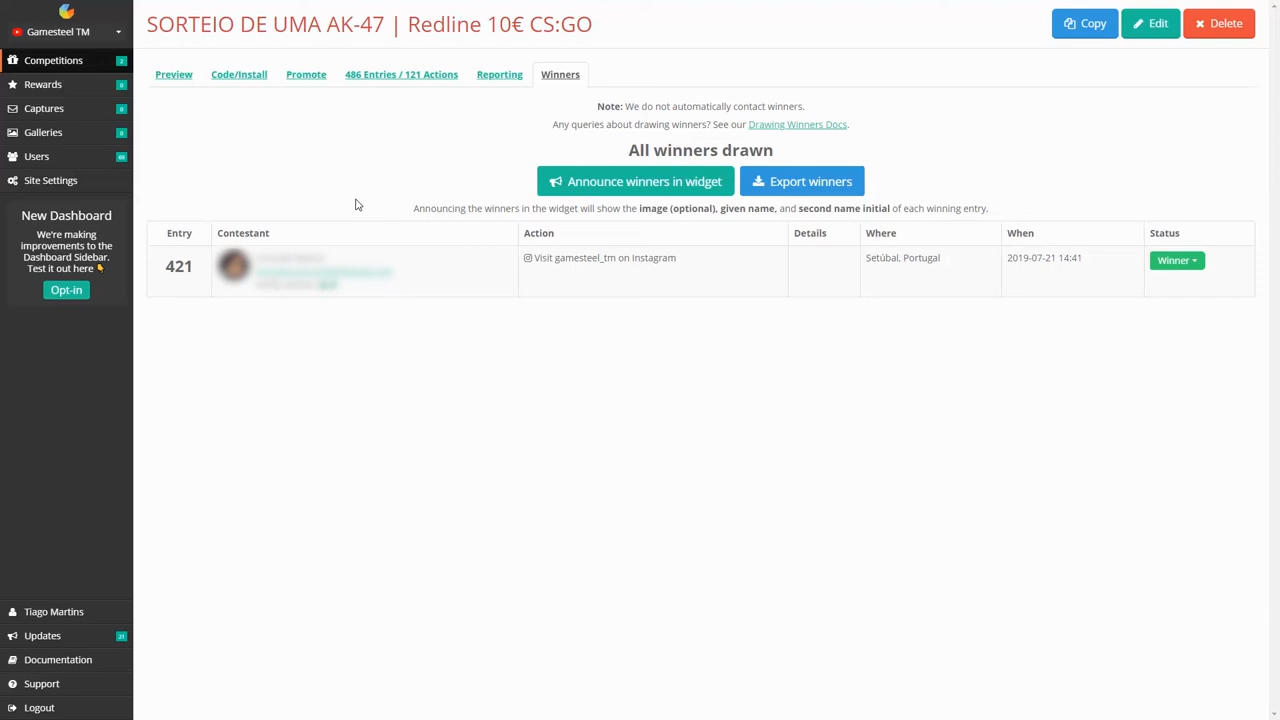 Gamesteel TM
Competitions 2
Rewards 0
Captures 0
Galleries 0
Users
Site Settings
New Dashboard
We're making
improvements to the
Dashboard Sidebar.
Test it out here 👇
Opt-in
Tiago Martins
Updates 21
Documentation
Support
Logout
SORTEIO DE UMA AK-47 | Redline 10€ CS:GO
Copy Edit Delete
Preview Code/Install Promote 486 Entries / 121 Actions Reporting Winners
Note: We do not automatically contact winners.
Any queries about drawing winners? See our Drawing Winners Docs.
All winners drawn
Announce winners in widget Export winners
Announcing the winners in the widget will show the image (optional), given name, and second name initial of each winning entry.
Entry Contestant Action Details Where When Status
421 Visit gamesteel_tm on Instagram Setúbal, Portugal 2019-07-21 14:41 Winner